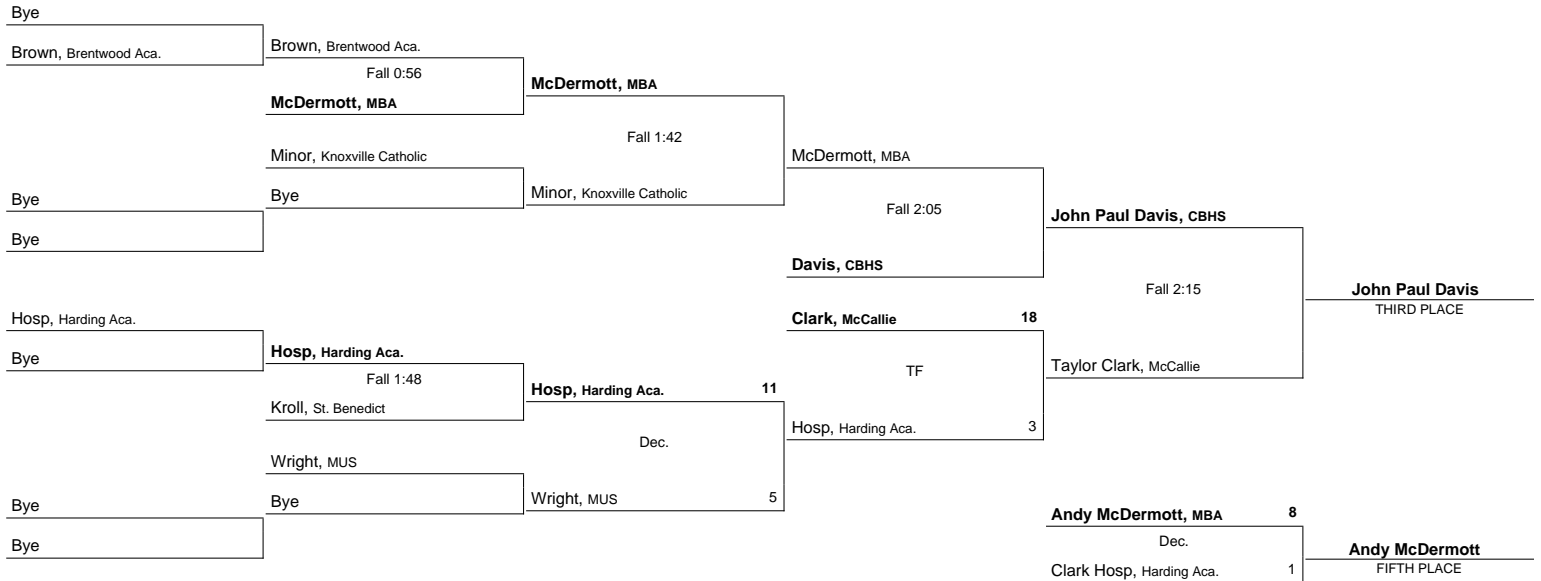 Bye
Brown, Brentwood Aca.
Bye
Bye
Hosp, Harding Aca.
Bye
Bye
Bye
Brown, Brentwood Aca.
Fall 0:56
McDermott, MBA
Minor, Knoxville Catholic
Bye
Hosp, Harding Aca.
Fall 1:48
Kroll, St. Benedict
Wright, MUS
Bye
McDermott, MBA
Fall 1:42
Minor, Knoxville Catholic
Hosp, Harding Aca. 11
Dec.
Wright, MUS 5
McDermott, MBA
Fall 2:05
Davis, CBHS
Clark, McCallie 18
TF
Hosp, Harding Aca. 3
John Paul Davis, CBHS
Fall 2:15
Taylor Clark, McCallie
John Paul Davis
THIRD PLACE
Andy McDermott, MBA 8
Dec.
Clark Hosp, Harding Aca. 1
Andy McDermott
FIFTH PLACE